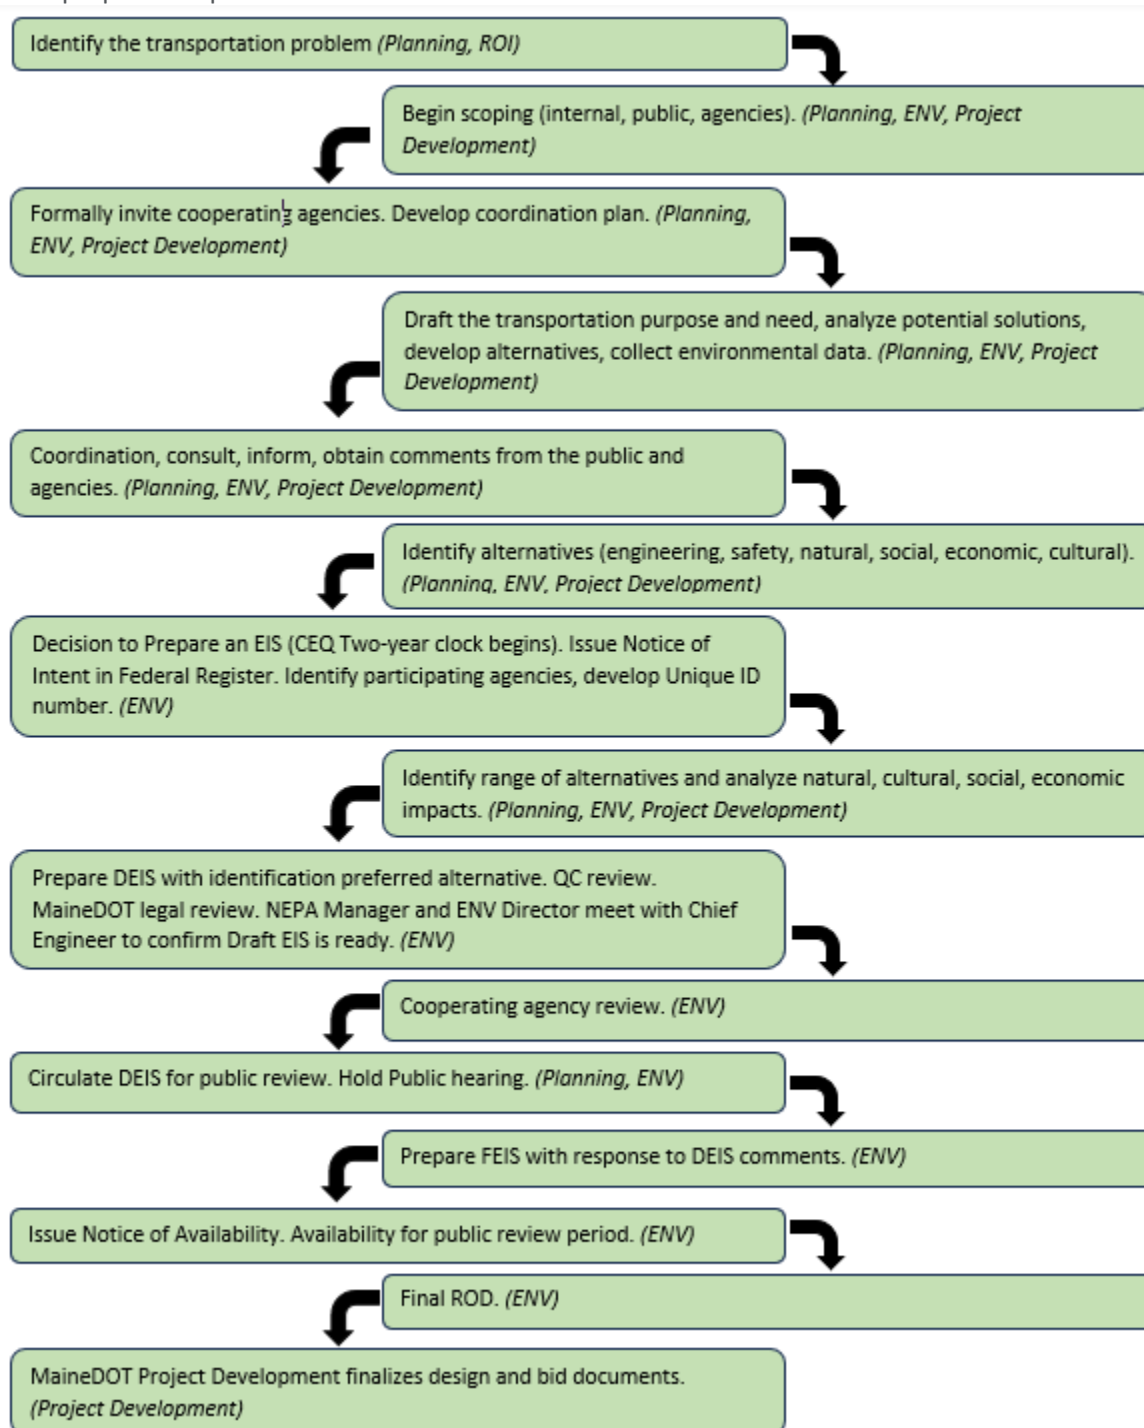 Identify the transportation problem (Planning, ROI)
Begin scoping (internal, public, agencies). (Planning, ENV, Project
Development)
Formally invite cooperating agencies. Develop coordination plan. (Planning,
ENV, Project Development)
Draft the transportation purpose and need, analyze potential solutions,
develop alternatives, collect environmental data. (Planning, ENV, Project
Development)
Coordination, consult, inform, obtain comments from the public and
agencies. (Planning, ENV, Project Development)
Identify alternatives (engineering, safety, natural, social, economic, cultural).
(Planning, ENV, Project Development)
Decision to Prepare an EIS (CEQ Two-year clock begins). Issue Notice of
Intent in Federal Register. Identify participating agencies, develop Unique ID
number. (ENV)
Identify range of alternatives and analyze natural, cultural, social, economic
impacts. (Planning, ENV, Project Development)
Prepare DEIS with identification preferred alternative. QC review.
MaineDOT legal review. NEPA Manager and ENV Director meet with Chief
Engineer to confirm Draft EIS is ready. (ENV)
Cooperating agency review. (ENV)
Circulate DEIS for public review. Hold Public hearing. (Planning, ENV)
Prepare FEIS with response to DEIS comments. (ENV)
Issue Notice of Availability. Availability for public review period. (ENV)
Final ROD. (ENV)
MaineDOT Project Development finalizes design and bid documents.
(Project Development)